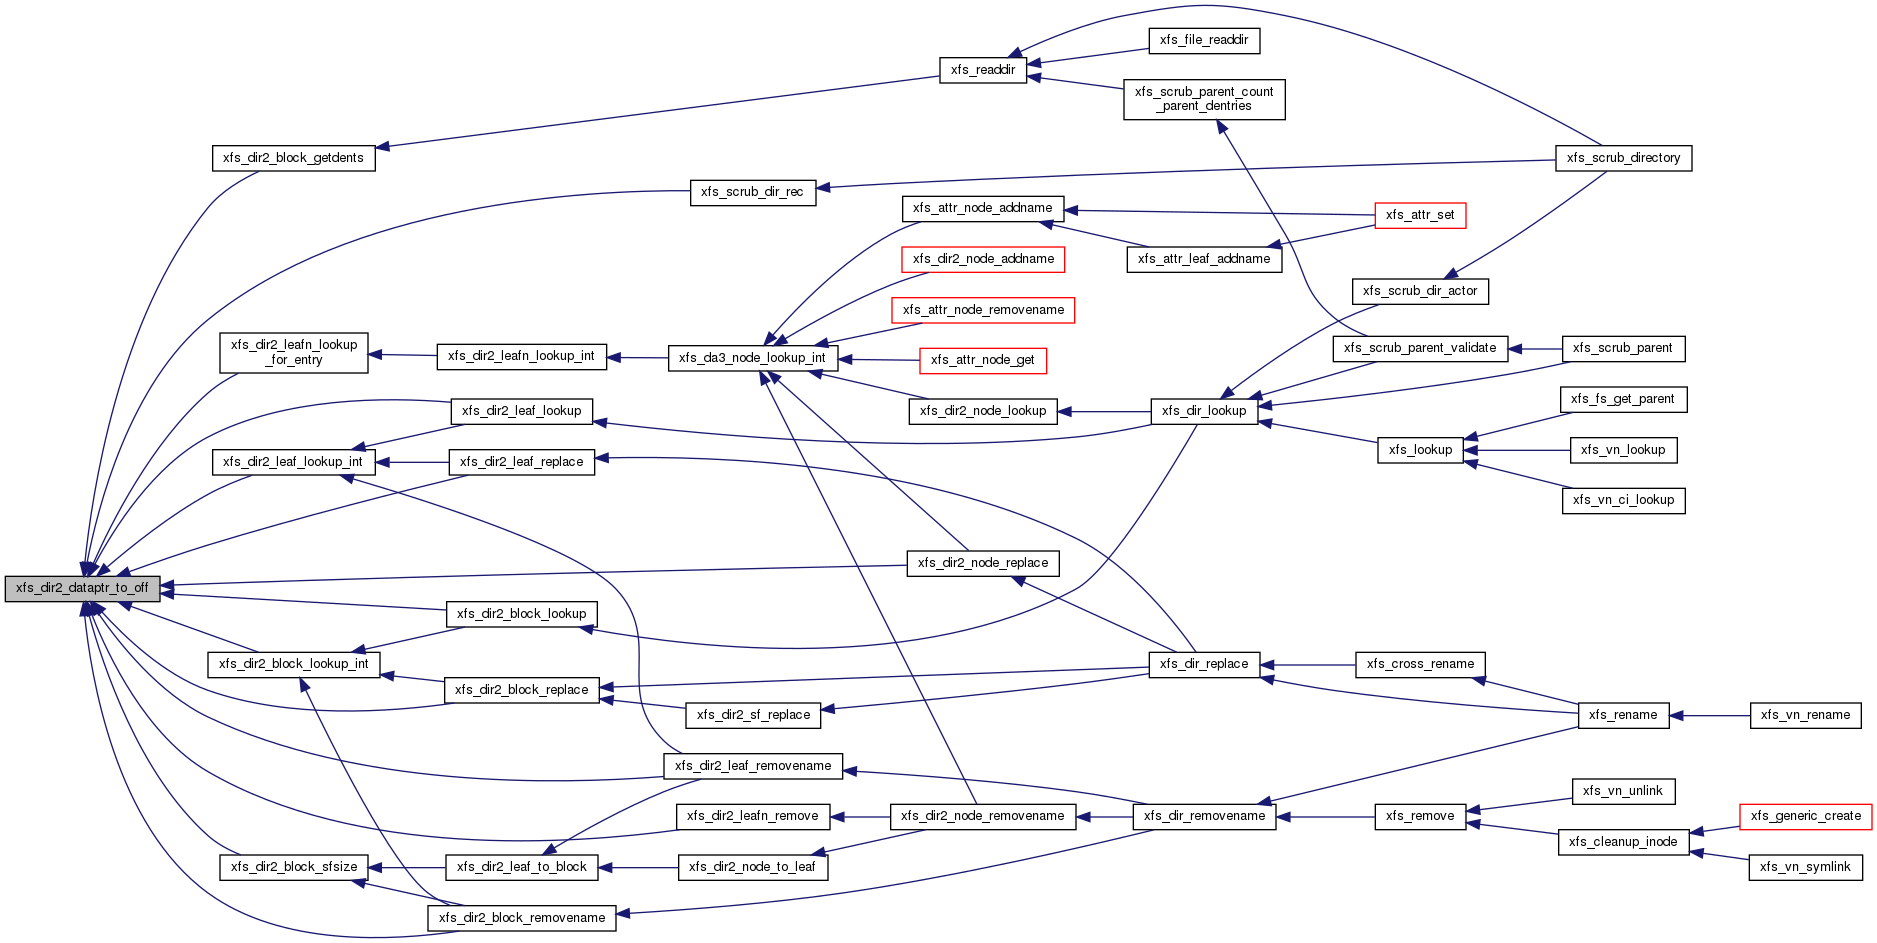 xfs_file_readdir
xfs_readdir
xfs_scrub_parent_count
_parent_dentries
xfs_dir2_block_getdents
xfs_scrub_directory
xfs_scrub_dir_rec
xfs_attr_node_addname
xfs_attr_set
xfs_dir2_node_addname
xfs_attr_leaf_addname
xfs_scrub_dir_actor
xfs_attr_node_removename
xfs_dir2_leafn_lookup
_for_entry
xfs_dir2_leafn_lookup_int
xfs_da3_node_lookup_int
xfs_attr_node_get
xfs_scrub_parent_validate
xfs_scrub_parent
xfs_dir2_leaf_lookup
xfs_dir2_node_lookup
xfs_dir_lookup
xfs_fs_get_parent
xfs_dir2_leaf_lookup_int
xfs_dir2_leaf_replace
xfs_lookup
xfs_vn_lookup
xfs_vn_ci_lookup
xfs_dir2_dataptr_to_off
xfs_dir2_node_replace
xfs_dir2_block_lookup
xfs_dir2_block_lookup_int
xfs_dir_replace
xfs_cross_rename
xfs_dir2_block_replace
xfs_dir2_sf_replace
xfs_rename
xfs_vn_rename
xfs_dir2_leaf_removename
xfs_vn_unlink
xfs_dir2_leafn_remove
xfs_dir2_node_removename
xfs_dir_removename
xfs_remove
xfs_generic_create
xfs_cleanup_inode
xfs_dir2_block_sfsize
xfs_dir2_leaf_to_block
xfs_dir2_node_to_leaf
xfs_vn_symlink
xfs_dir2_block_removename